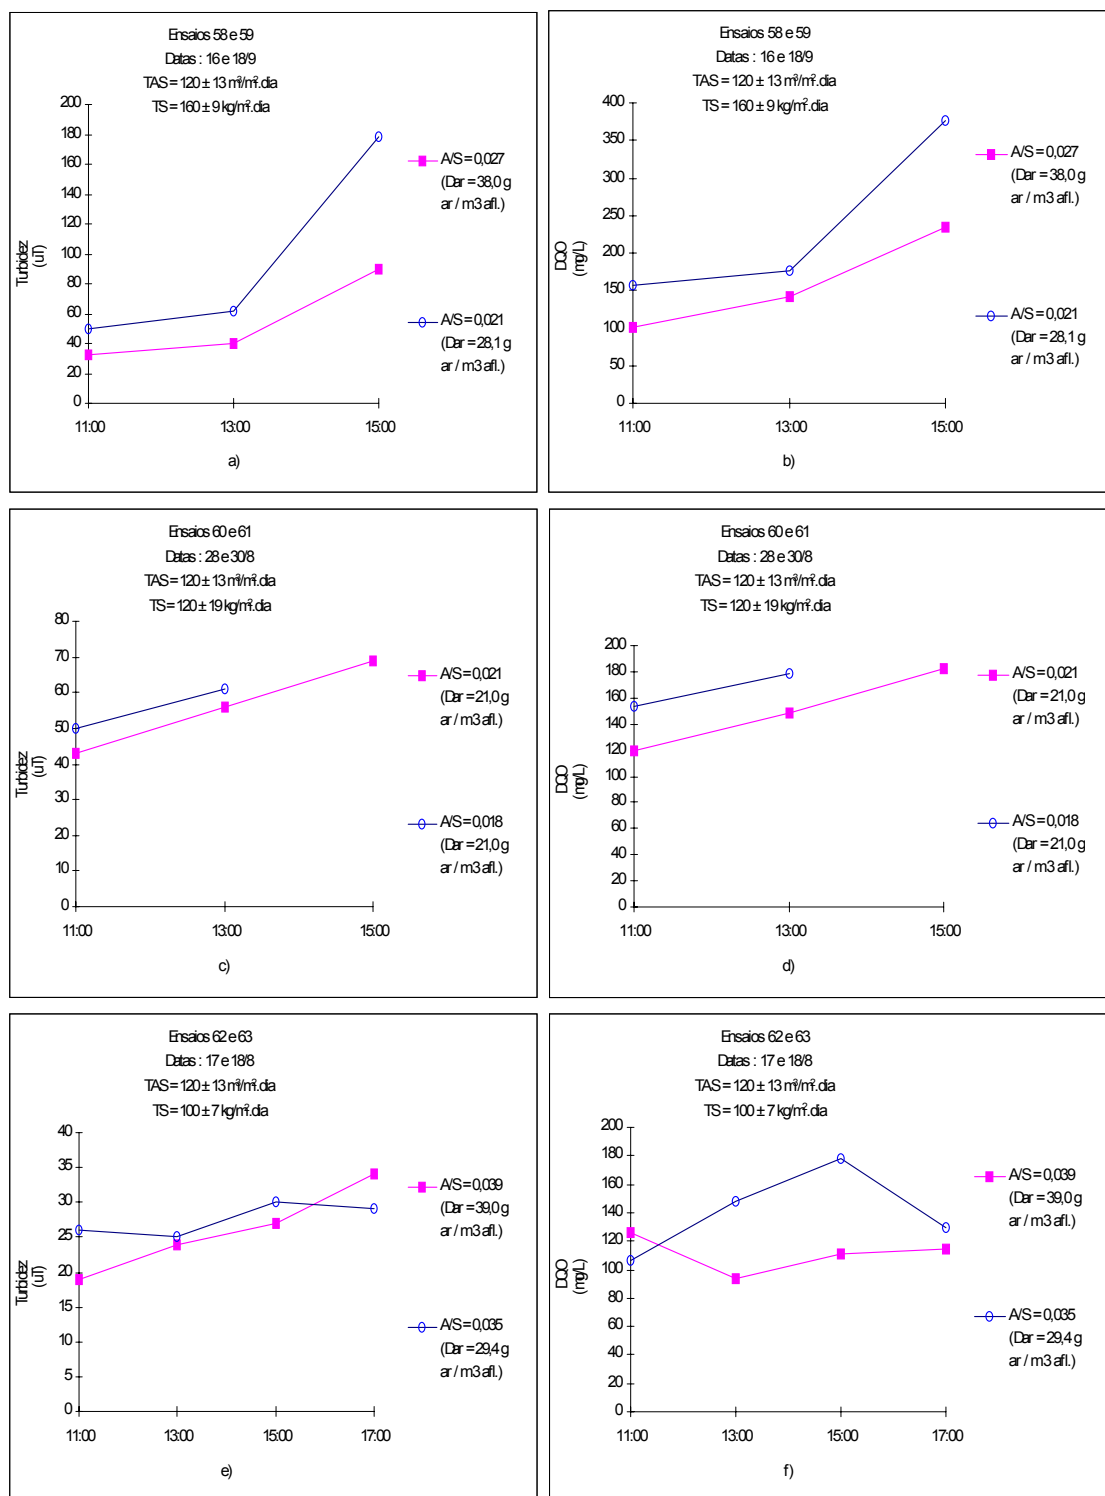 Ensaios 58 e 59
Datas : 16 e 18/9
TAS = 120 ± 13 m³/m².dia
TS = 160 ± 9 kg/m².dia
Turbidez
(uT)
200
180
160
140
120
100
80
60
40
20
0
11:00 13:00 15:00
A/S = 0,027
(Dar = 38,0 g
ar / m3 afl.)
A/S = 0,021
(Dar = 28,1 g
ar / m3 afl.)
a)
Ensaios 58 e 59
Datas : 16 e 18/9
TAS = 120 ± 13 m³/m².dia
TS = 160 ± 9 kg/m².dia
DQO
(mg/L)
400
350
300
250
200
150
100
50
0
11:00 13:00 15:00
A/S = 0,027
(Dar = 38,0 g
ar / m3 afl.)
A/S = 0,021
(Dar = 28,1 g
ar / m3 afl.)
b)
Ensaios 60 e 61
Datas : 28 e 30/8
TAS = 120 ± 13 m³/m².dia
TS = 120 ± 19 kg/m².dia
Turbidez
(uT)
80
70
60
50
40
30
20
10
0
11:00 13:00 15:00
A/S = 0,021
(Dar = 21,0 g
ar / m3 afl.)
A/S = 0,018
(Dar = 21,0 g
ar / m3 afl.)
c)
Ensaios 60 e 61
Datas : 28 e 30/8
TAS = 120 ± 13 m³/m².dia
TS = 120 ± 19 kg/m².dia
DQO
(mg/L)
200
180
160
140
120
100
80
60
40
20
0
11:00 13:00 15:00
A/S = 0,021
(Dar = 21,0 g
ar / m3 afl.)
A/S = 0,018
(Dar = 21,0 g
ar / m3 afl.)
d)
Ensaios 62 e 63
Datas : 17 e 18/8
TAS = 120 ± 13 m³/m².dia
TS = 100 ± 7 kg/m².dia
Turbidez
(uT)
40
35
30
25
20
15
10
5
0
11:00 13:00 15:00 17:00
A/S = 0,039
(Dar = 39,0 g
ar / m3 afl.)
A/S = 0,035
(Dar = 29,4 g
ar / m3 afl.)
e)
Ensaios 62 e 63
Datas : 17 e 18/8
TAS = 120 ± 13 m³/m².dia
TS = 100 ± 7 kg/m².dia
DQO
(mg/L)
200
180
160
140
120
100
80
60
40
20
0
11:00 13:00 15:00 17:00
A/S = 0,039
(Dar = 39,0 g
ar / m3 afl.)
A/S = 0,035
(Dar = 29,4 g
ar / m3 afl.)
f)